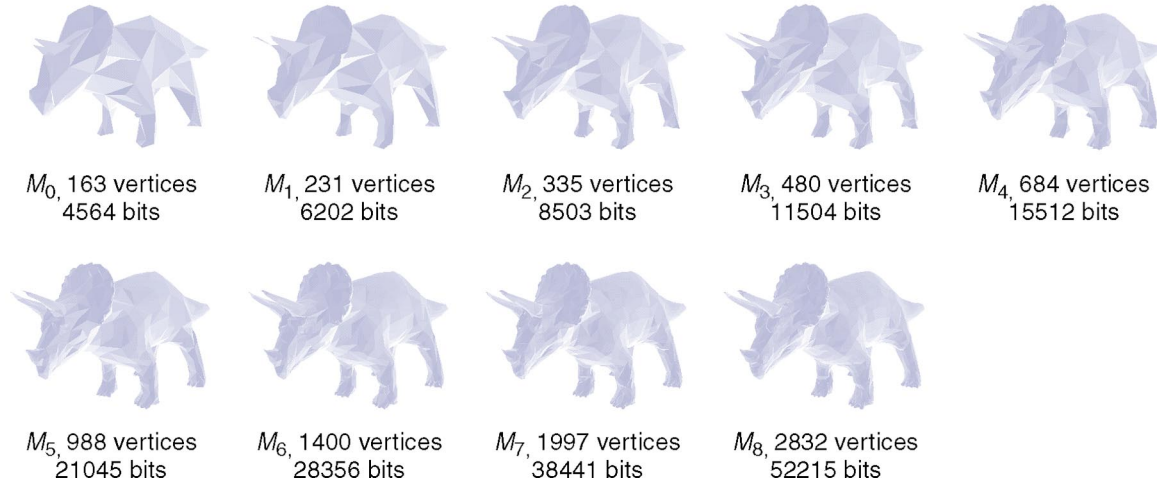 M0, 163 vertices
4564 bits
M1, 231 vertices
6202 bits
M2, 335 vertices
8503 bits
M3, 480 vertices
11504 bits
M4, 684 vertices
15512 bits
M5, 988 vertices
21045 bits
M6, 1400 vertices
28356 bits
M7, 1997 vertices
38441 bits
M8, 2832 vertices
52215 bits